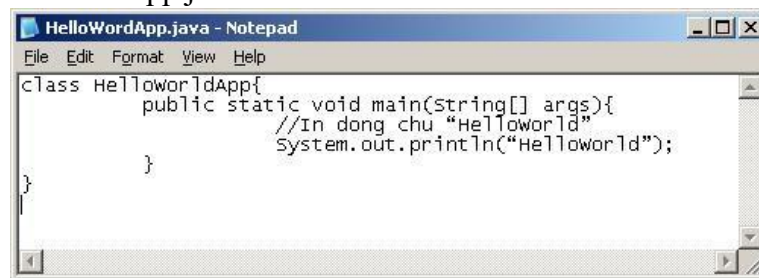 HelloWordApp.java - Notepad
File Edit Format View Help
class HelloWorldApp{
public static void main(String[] args){
//In dong chu “HelloWorld”
System.out.println(“HelloWorld”);
}
}